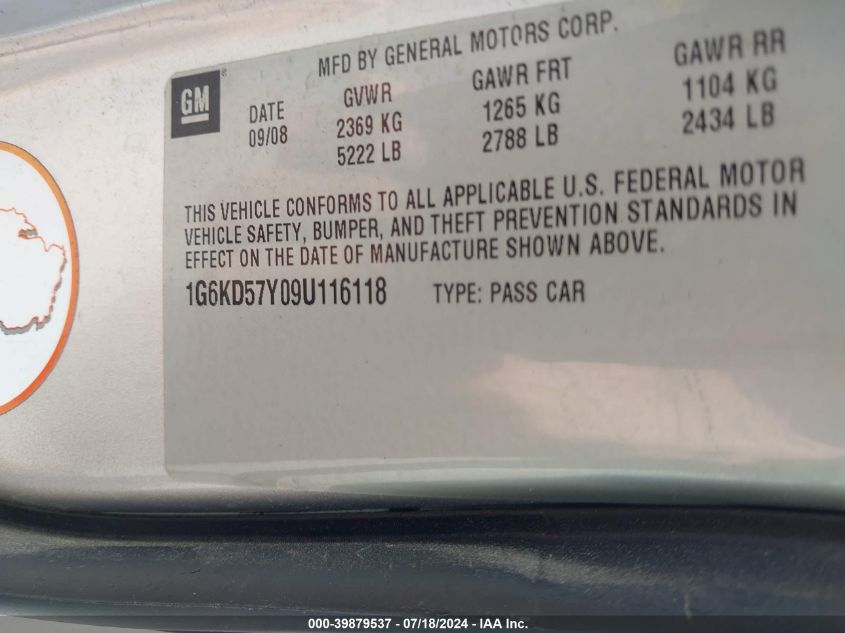 MFD BY GENERAL MOTORS CORP.
GM
DATE GVWR GAWR FRT GAWR RR
09/08 2369 KG 1265 KG 1104 KG
5222 LB 2788 LB 2434 LB
THIS VEHICLE CONFORMS TO ALL APPLICABLE U.S. FEDERAL MOTOR
VEHICLE SAFETY, BUMPER, AND THEFT PREVENTION STANDARDS IN
EFFECT ON THE DATE OF MANUFACTURE SHOWN ABOVE.
1G6KD57Y09U116118 TYPE: PASS CAR
000-39879537 - 07/18/2024 - IAA Inc.